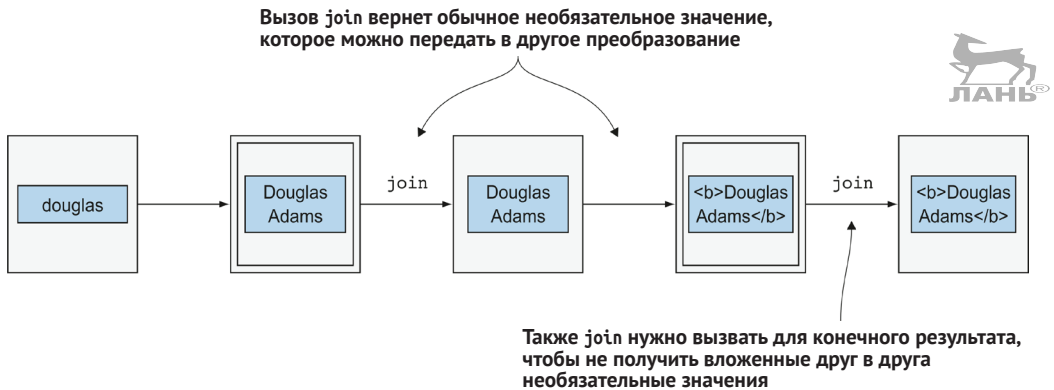 Вызов join вернет обычное необязательное значение,
которое можно передать в другое преобразование
ЛАНЬ®
douglas
Douglas
Adams
join
Douglas
Adams
<b>Douglas
Adams</b>
join
<b>Douglas
Adams</b>
Также join нужно вызвать для конечного результата,
чтобы не получить вложенные друг в друга
необязательные значения